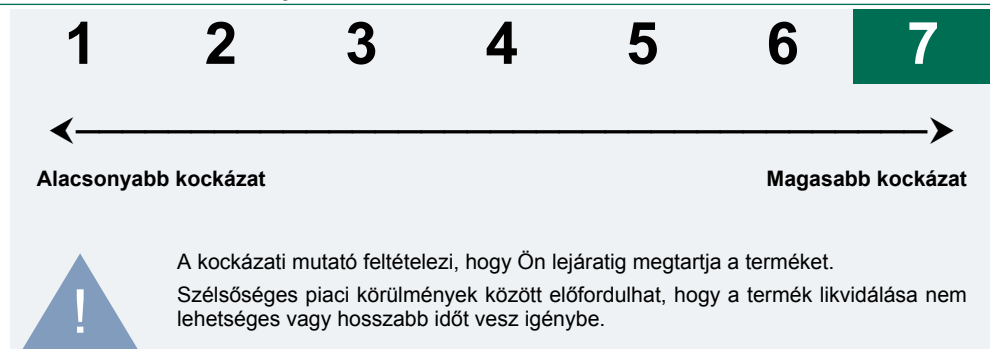 1 2 3 4 5 6 7
Alacsonyabb kockázat Magasabb kockázat
A kockázati mutató feltételezi, hogy Ön lejáratig megtartja a terméket.
Szélsőséges piaci körülmények között előfordulhat, hogy a termék likvidálása nem
lehetséges vagy hosszabb időt vesz igénybe.
!